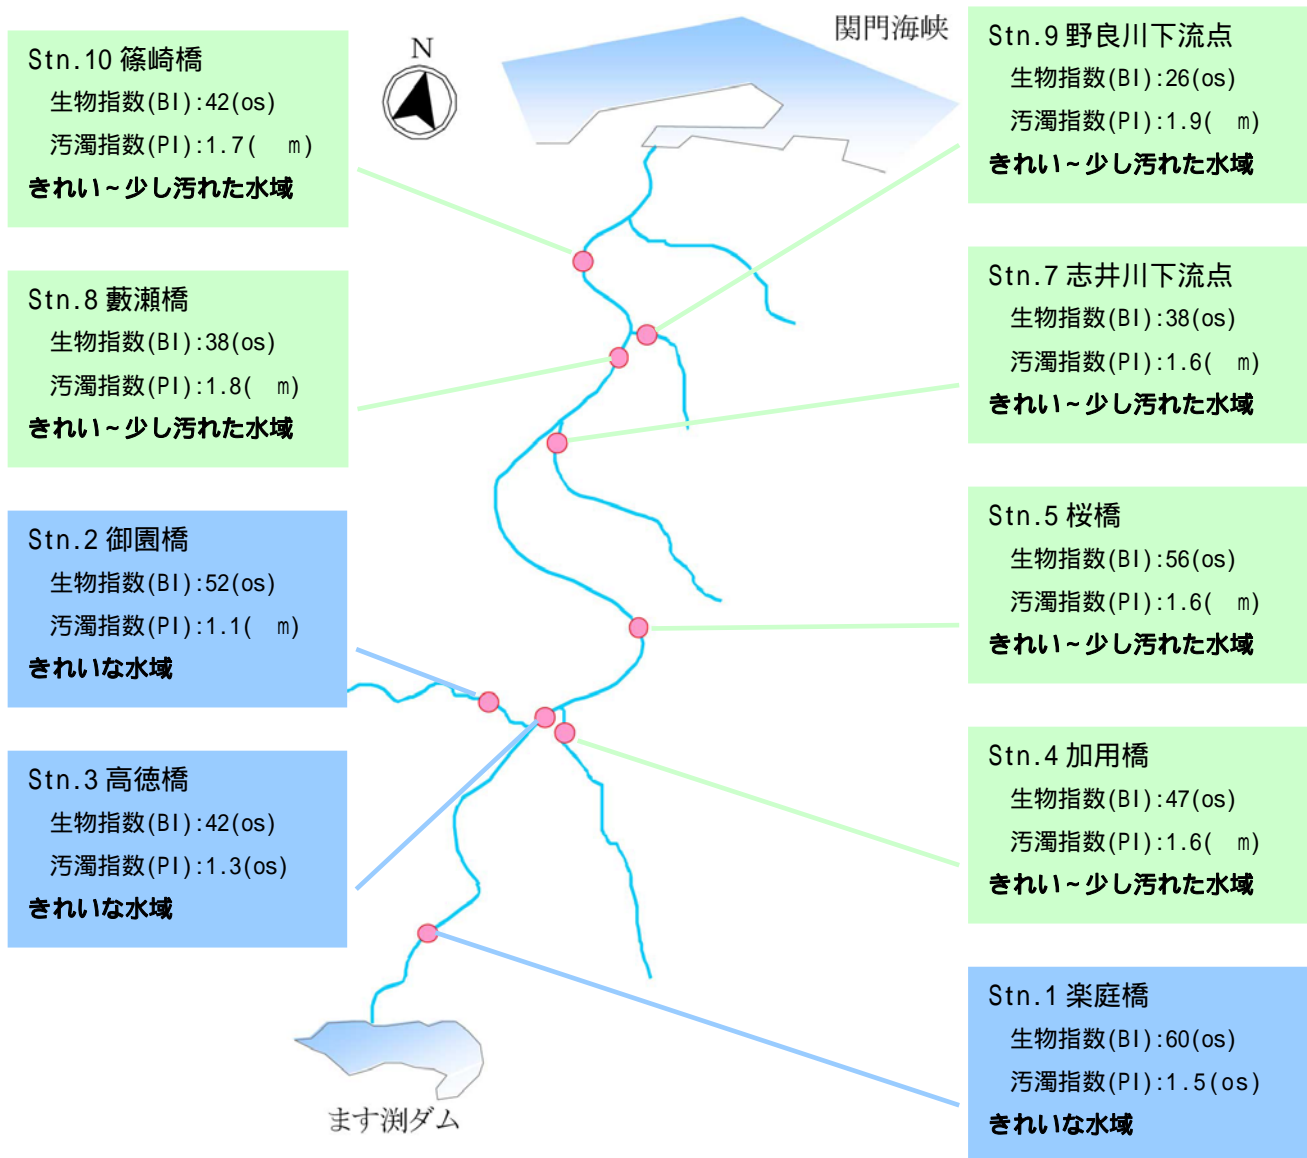 関門海峡
N
Stn.10 篠崎橋
生物指数(BI):42(os)
汚濁指数(PI):1.7(　m)
きれい~少し汚れた水域
Stn.9 野良川下流点
生物指数(BI):26(os)
汚濁指数(PI):1.9(　m)
きれい~少し汚れた水域
Stn.8 藪瀬橋
生物指数(BI):38(os)
汚濁指数(PI):1.8(　m)
きれい~少し汚れた水域
Stn.7 志井川下流点
生物指数(BI):38(os)
汚濁指数(PI):1.6(　m)
きれい~少し汚れた水域
Stn.2 御園橋
生物指数(BI):52(os)
汚濁指数(PI):1.1(　m)
きれいな水域
Stn.5 桜橋
生物指数(BI):56(os)
汚濁指数(PI):1.6(　m)
きれい~少し汚れた水域
Stn.3 高徳橋
生物指数(BI):42(os)
汚濁指数(PI):1.3(os)
きれいな水域
Stn.4 加用橋
生物指数(BI):47(os)
汚濁指数(PI):1.6(　m)
きれい~少し汚れた水域
Stn.1 楽庭橋
生物指数(BI):60(os)
汚濁指数(PI):1.5(os)
きれいな水域
ます渕ダム